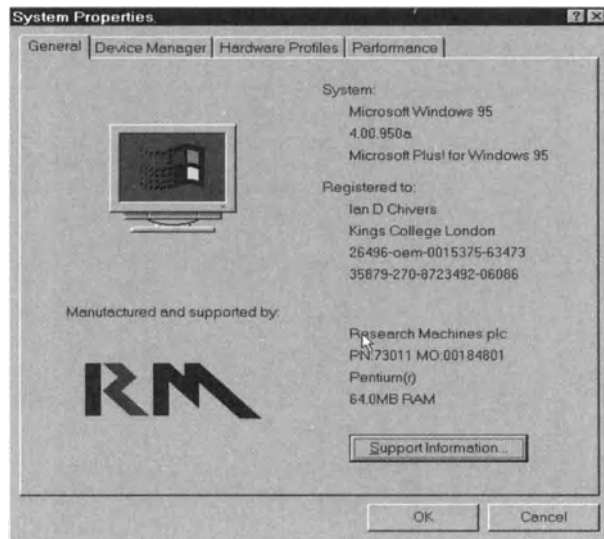 System Properties
General Device Manager Hardware Profiles Performance
System:
Microsoft Windows 95
4.00.950a
Microsoft Plus! for Windows 95
Registered to:
Ian D Chivers
Kings College London
26496-oem-0015375-63473
35879-270-8723492-06086
Manufactured and supported by:
RM
Research Machines plc
PN:73011 MO:00184801
Pentium(r)
64.0MB RAM
Support Information...
OK
Cancel